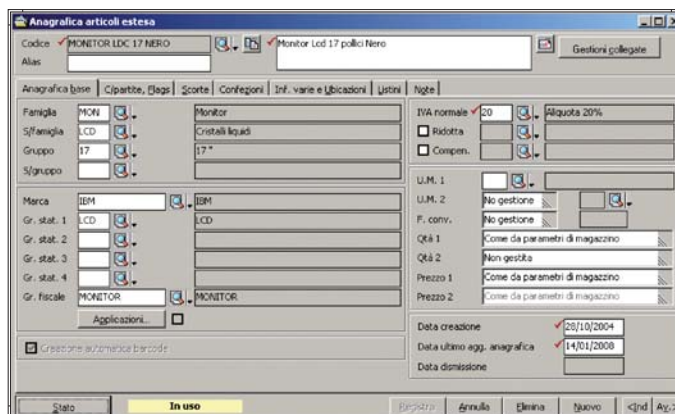 Anagrafica articoli estesa
Codice MONITOR LDC 17 NERO Monitor Lcd 17 pollici Nero Gestioni collegate
Alias
Anagrafica base C/partite, Flags Scorte Confezioni Inf. varie e Ubicazioni Listini Note
Famiglia MON Monitor IVA normale 20 Aliquota 20%
S/famiglia LCD Cristalli liquidi Ridotta
Gruppo 17 17 " Compen.
S/gruppo
U.M. 1
Marca IBM IBM U.M. 2 No gestione
Gr. stat. 1 LCD LCD F. conv. No gestione
Gr. stat. 2 Qtà 1 Come da parametri di magazzino
Gr. stat. 3 Qtà 2 Non gestita
Gr. stat. 4 Prezzo 1 Come da parametri di magazzino
Gr. fiscale MONITOR MONITOR Prezzo 2 Come da parametri di magazzino
Applicazioni...
Data creazione 28/10/2004
Creazione automatica barcode Data ultimo agg. anagrafica 14/01/2008
Data dismissione
Stato In uso Registra Annulla Elimina Nuovo <Ind Av.>